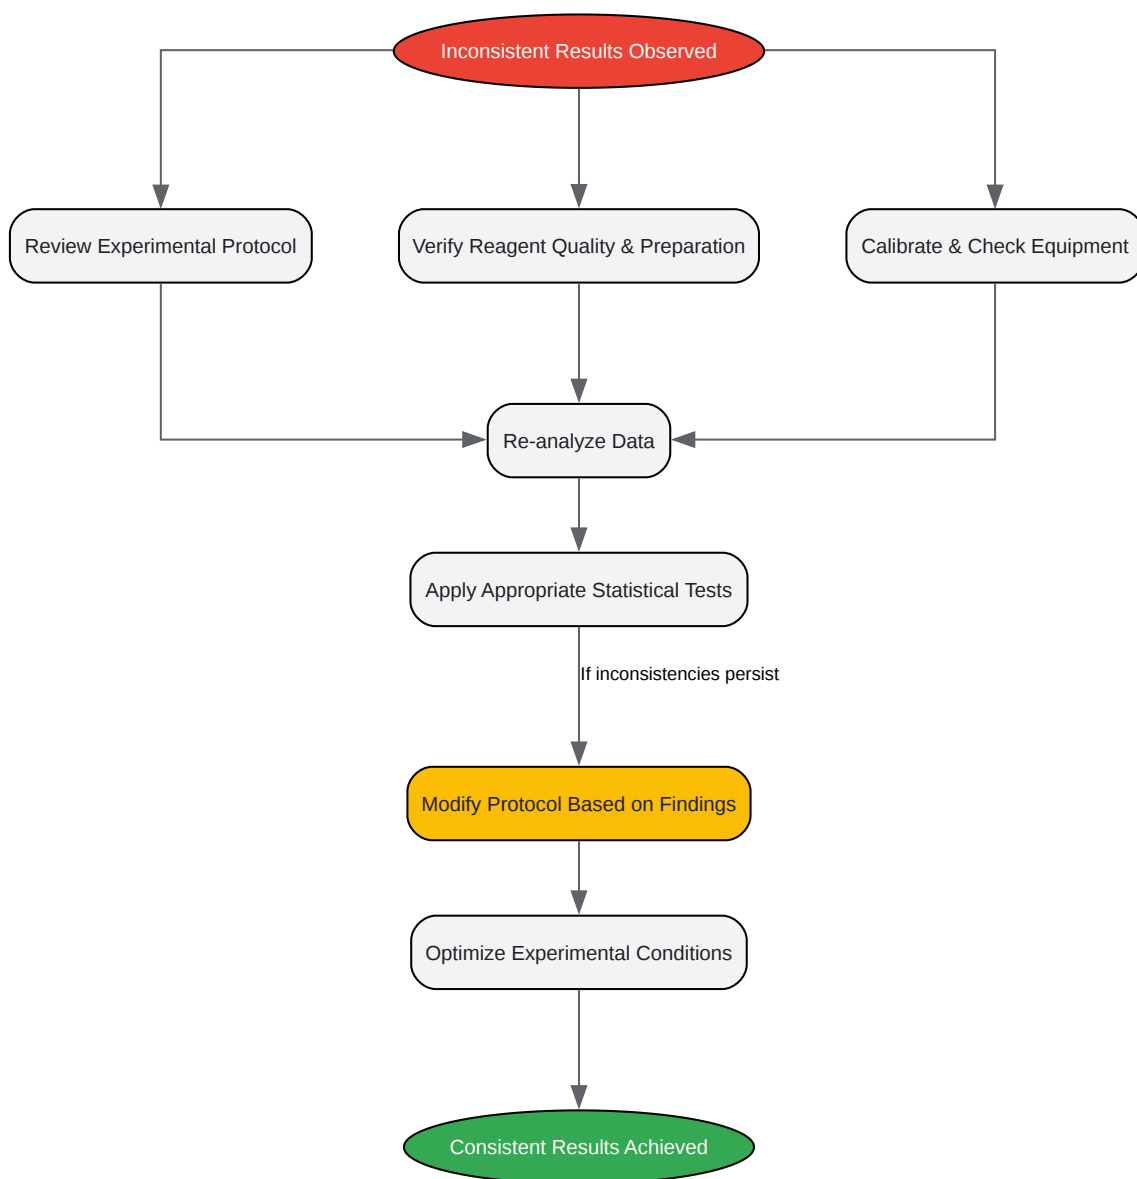 Inconsistent Results Observed
Review Experimental Protocol
Verify Reagent Quality & Preparation
Calibrate & Check Equipment
Re-analyze Data
Apply Appropriate Statistical Tests
If inconsistencies persist
Modify Protocol Based on Findings
Optimize Experimental Conditions
Consistent Results Achieved